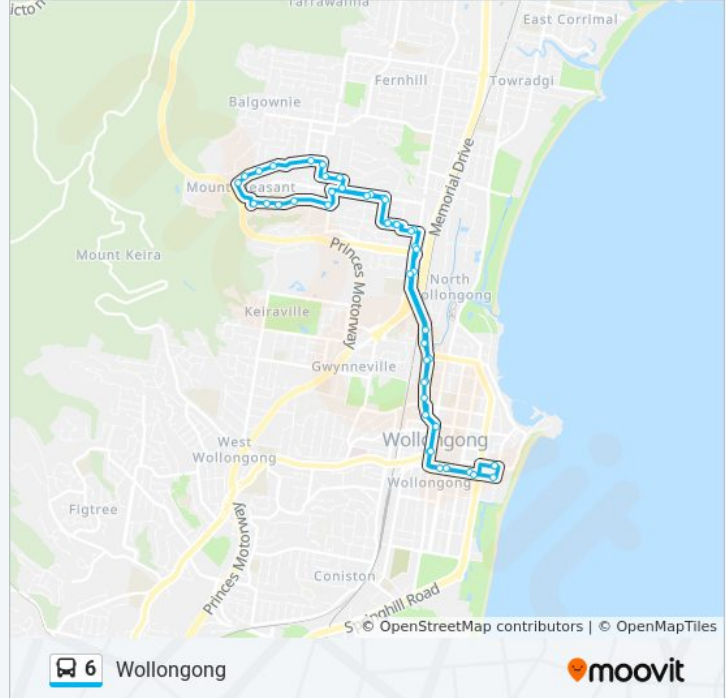 Tarrawanna
East Corrimal
Fernhill
Towradgi
Balgownie
Memorial Drive
Mount Pleasant
Mount Keira
Princes Motorway
North
Wollongong
Keiraville
Gwynneville
Wollongong
West
Wollongong
Wollongong
Figtree
Princes Motorway
Coniston
Springhill Road
© OpenStreetMap contributors | © OpenMapTiles
6 Wollongong
moovit